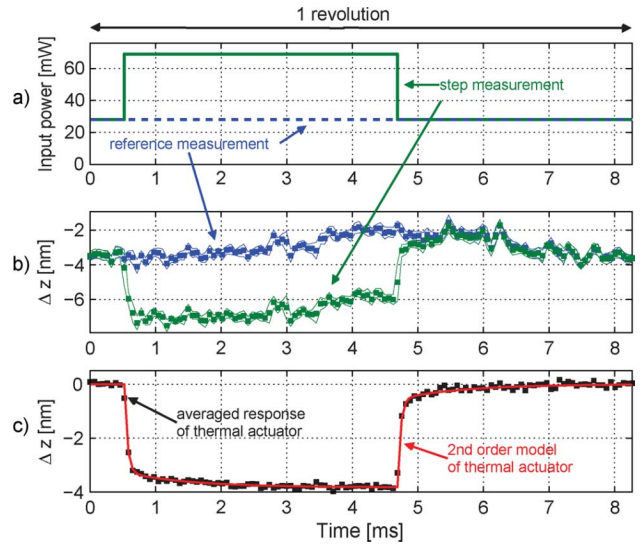 1 revolution
a)
Input power [mW]
60
40
20
0
step measurement
reference measurement
0 1 2 3 4 5 6 7 8
b)
Δ z [nm]
−2
−4
−6
0 1 2 3 4 5 6 7 8
c)
Δ z [nm]
0
−2
−4
averaged response
of thermal actuator
2nd order model
of thermal actuator
0 1 2 3 4 5 6 7 8
Time [ms]